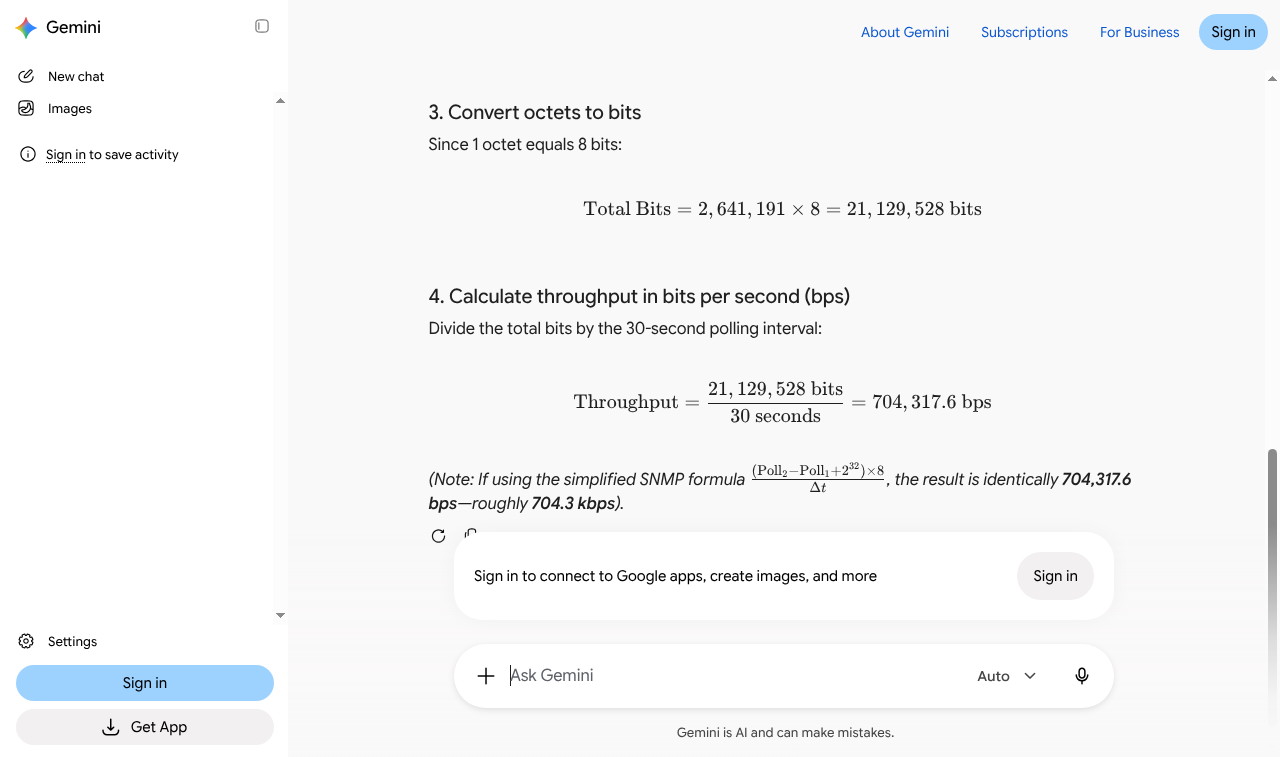 Gemini
About Gemini
Subscriptions
For Business
Sign in
New chat
Images
Sign in to save activity
3. Convert octets to bits
Since 1 octet equals 8 bits:
Total Bits = 2,641,191 × 8 = 21,129,528 bits
4. Calculate throughput in bits per second (bps)
Divide the total bits by the 30-second polling interval:
Throughput = 21,129,528 bits / 30 seconds = 704,317.6 bps
(Note: If using the simplified SNMP formula (Poll₂−Poll₁+2³²)×8 / Δt, the result is identically 704,317.6
bps—roughly 704.3 kbps).
Sign in to connect to Google apps, create images, and more
Sign in
Settings
Sign in
Get App
Ask Gemini
Auto
Gemini is AI and can make mistakes.